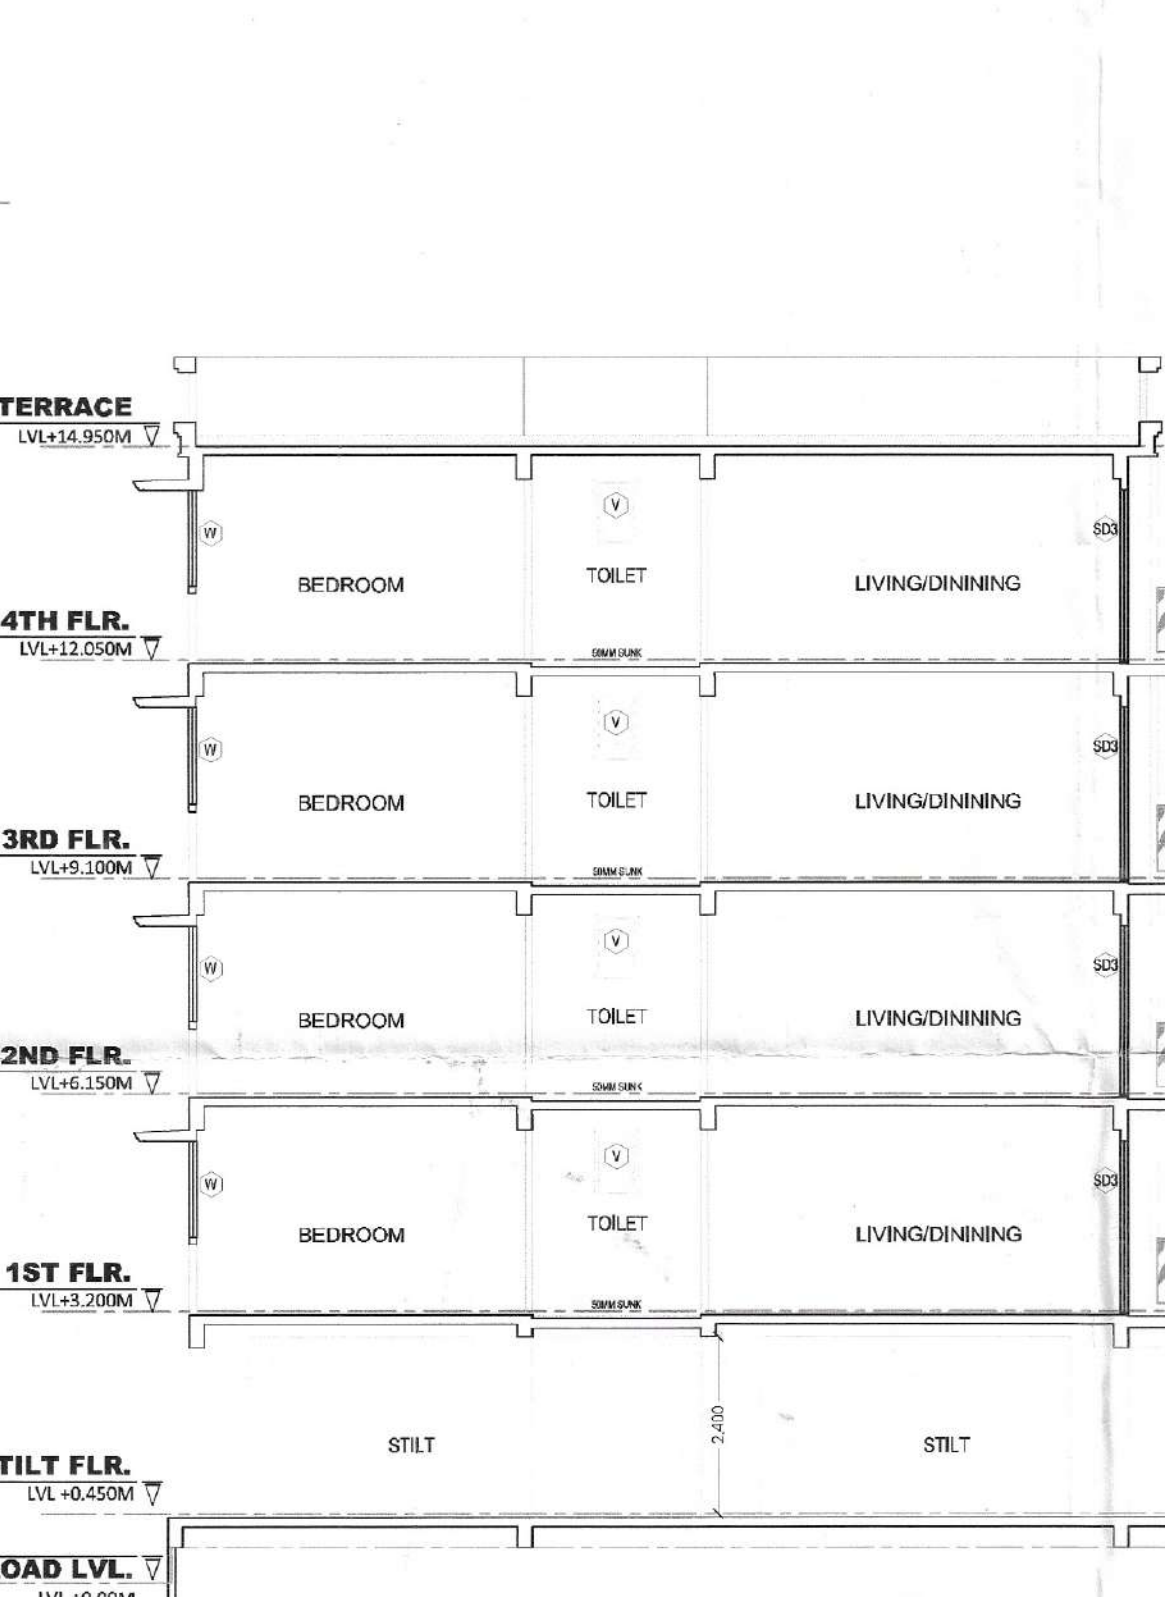 TERRACE
LVL+14.950M
W
V
SD3
BEDROOM
TOILET
LIVING/DINING
4TH FLR.
LVL+12.050M
50MM SUNK
W
V
SD3
BEDROOM
TOILET
LIVING/DINING
3RD FLR.
LVL+9.100M
50MM SUNK
W
V
SD3
BEDROOM
TOILET
LIVING/DINING
2ND FLR.
LVL+6.150M
50MM SUNK
W
V
SD3
BEDROOM
TOILET
LIVING/DINING
1ST FLR.
LVL+3.200M
50MM SUNK
2,400
STILT
STILT
TILT FLR.
LVL +0.450M
OAD LVL.